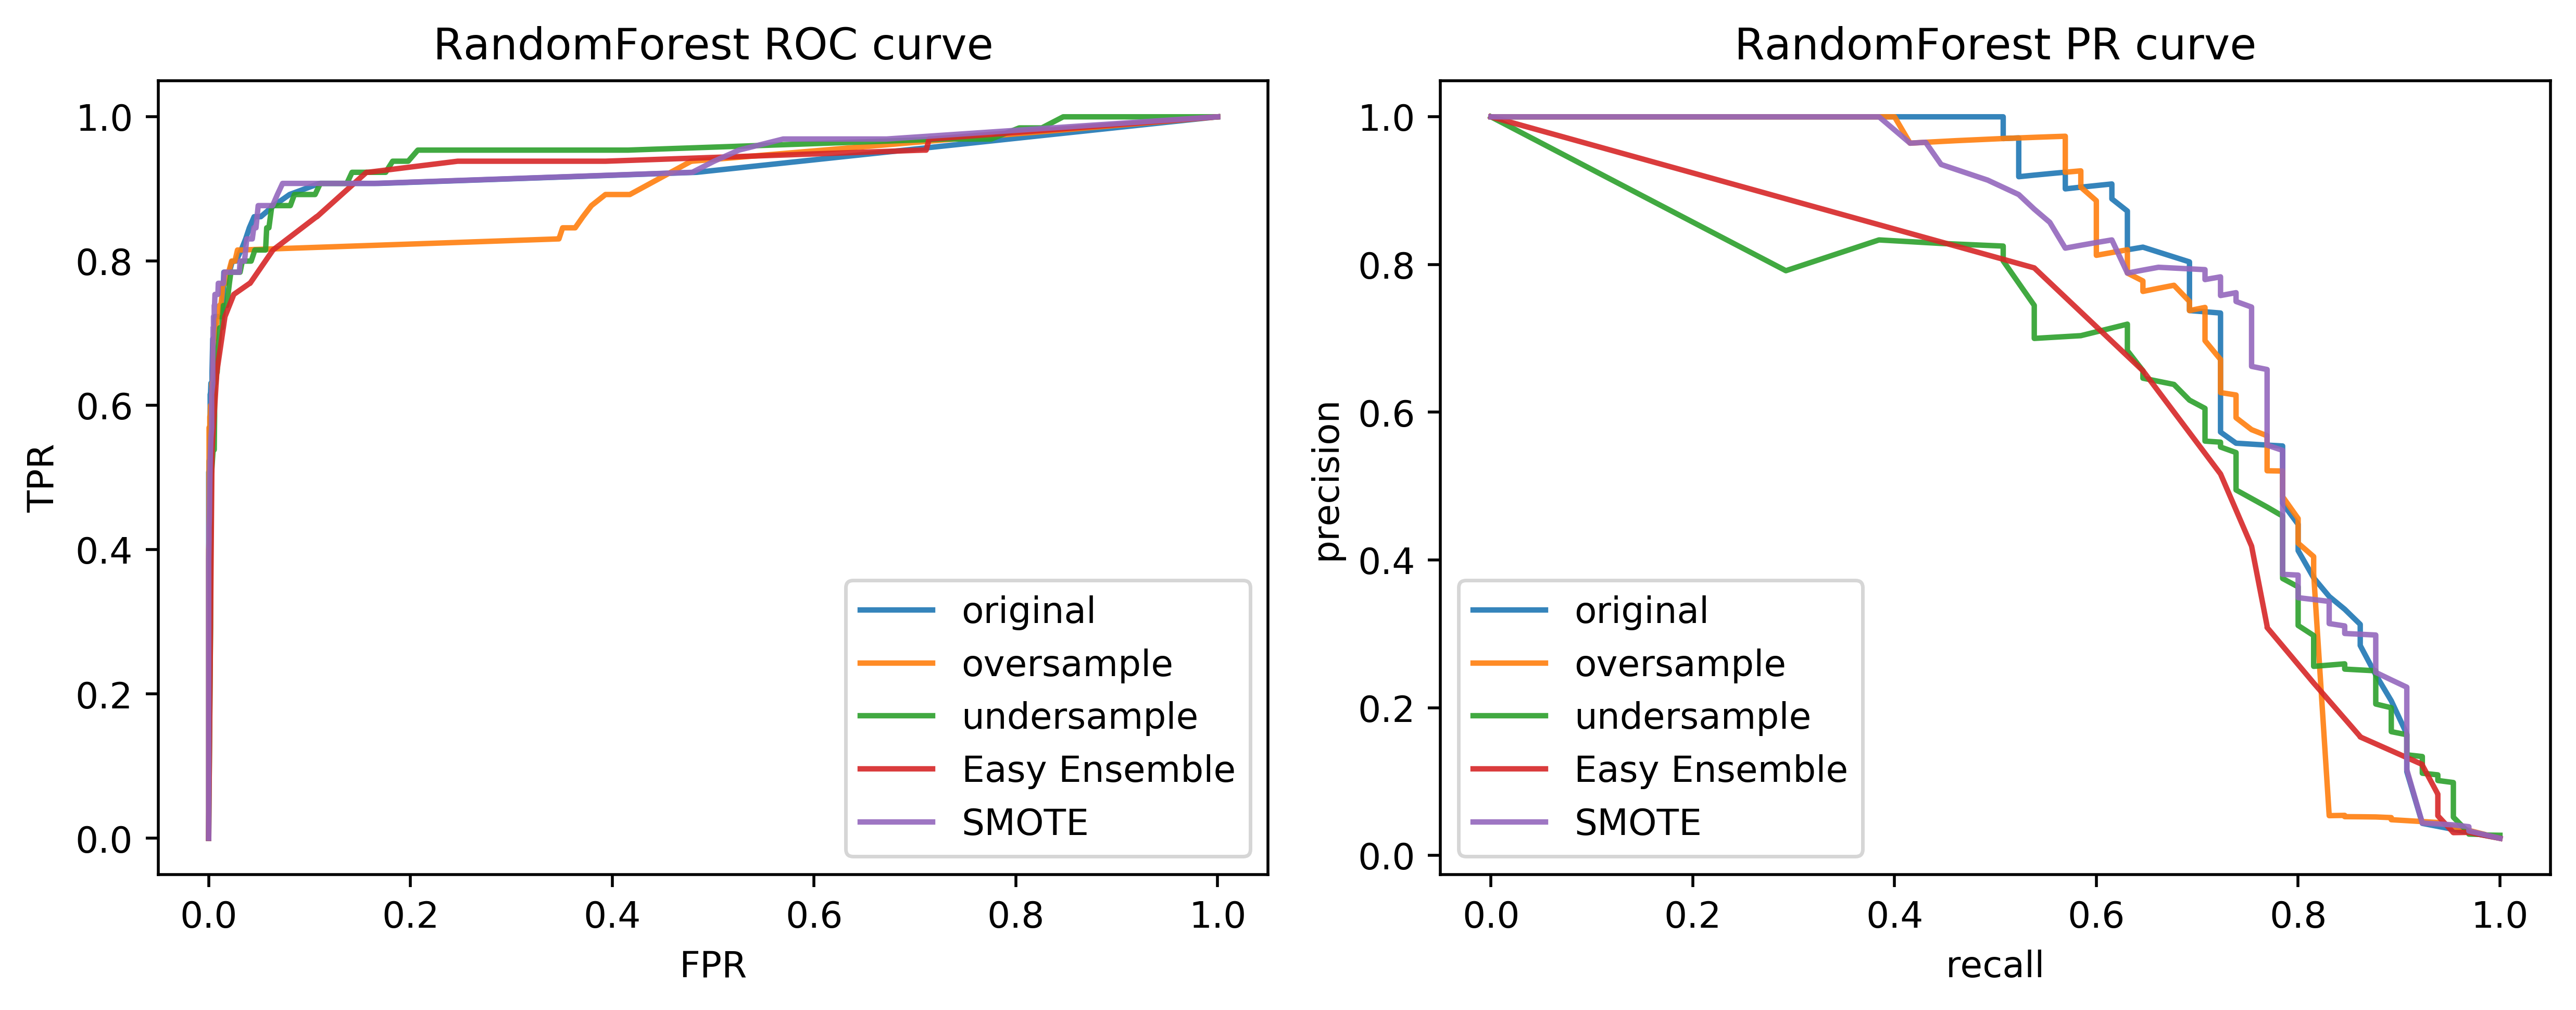 RandomForest ROC curve
TPR
1.0
0.8
0.6
0.4
0.2
0.0
0.0 0.2 0.4 0.6 0.8 1.0
FPR
original
oversample
undersample
Easy Ensemble
SMOTE
RandomForest PR curve
precision
1.0
0.8
0.6
0.4
0.2
0.0
0.0 0.2 0.4 0.6 0.8 1.0
recall
original
oversample
undersample
Easy Ensemble
SMOTE